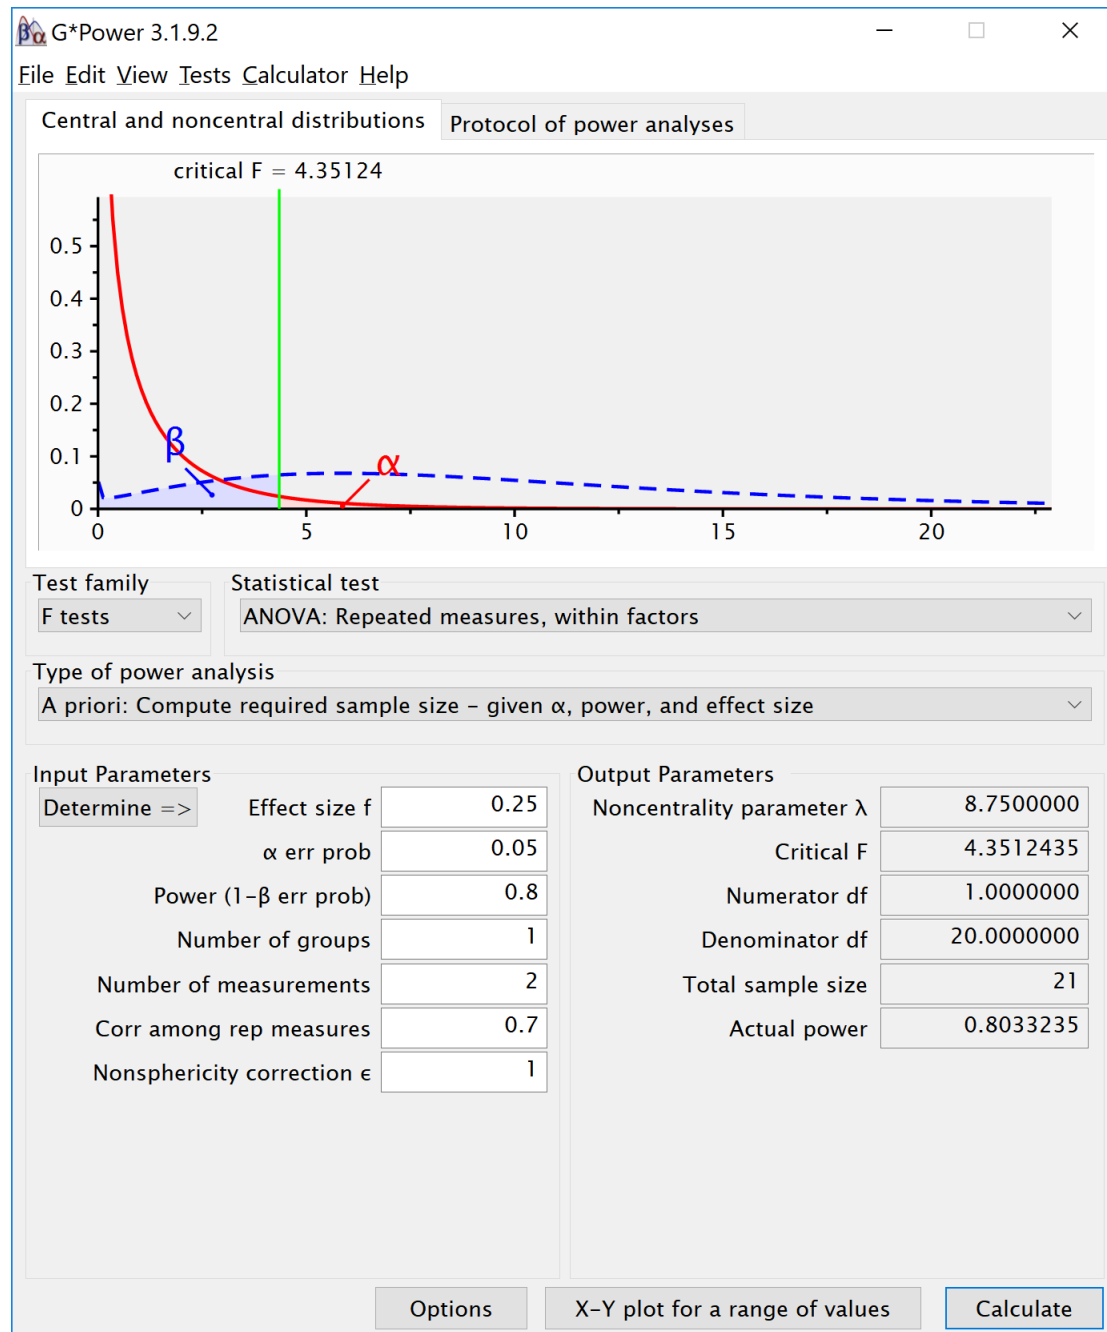 G*Power 3.1.9.2
File Edit View Tests Calculator Help
Central and noncentral distributions Protocol of power analyses
critical F = 4.35124
0.5
0.4
0.3
0.2
0.1
0
β
α
0 5 10 15 20
Test family Statistical test
F tests ANOVA: Repeated measures, within factors
Type of power analysis
A priori: Compute required sample size – given α, power, and effect size
Input Parameters
Determine => Effect size f 0.25
α err prob 0.05
Power (1–β err prob) 0.8
Number of groups 1
Number of measurements 2
Corr among rep measures 0.7
Nonsphericity correction ϵ 1
Output Parameters
Noncentrality parameter λ 8.7500000
Critical F 4.3512435
Numerator df 1.0000000
Denominator df 20.0000000
Total sample size 21
Actual power 0.8033235
Options X–Y plot for a range of values Calculate